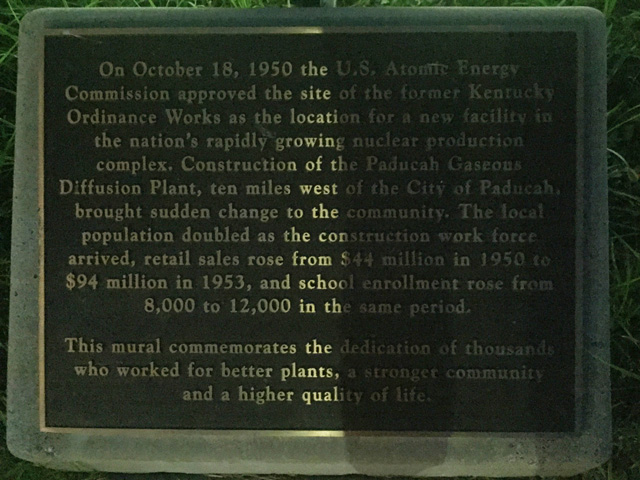 On October 18, 1950 the U.S. Atomic Energy
Commission approved the site of the former Kentucky
Ordinance Works as the location for a new facility in
the nation's rapidly growing nuclear production
complex. Construction of the Paducah Gaseous
Diffusion Plant, ten miles west of the City of Paducah,
brought sudden change to the community. The local
population doubled as the construction work force
arrived, retail sales rose from $44 million in 1950 to
$94 million in 1953, and school enrollment rose from
8,000 to 12,000 in the same period.
This mural commemorates the dedication of thousands
who worked for better plants, a stronger community
and a higher quality of life.